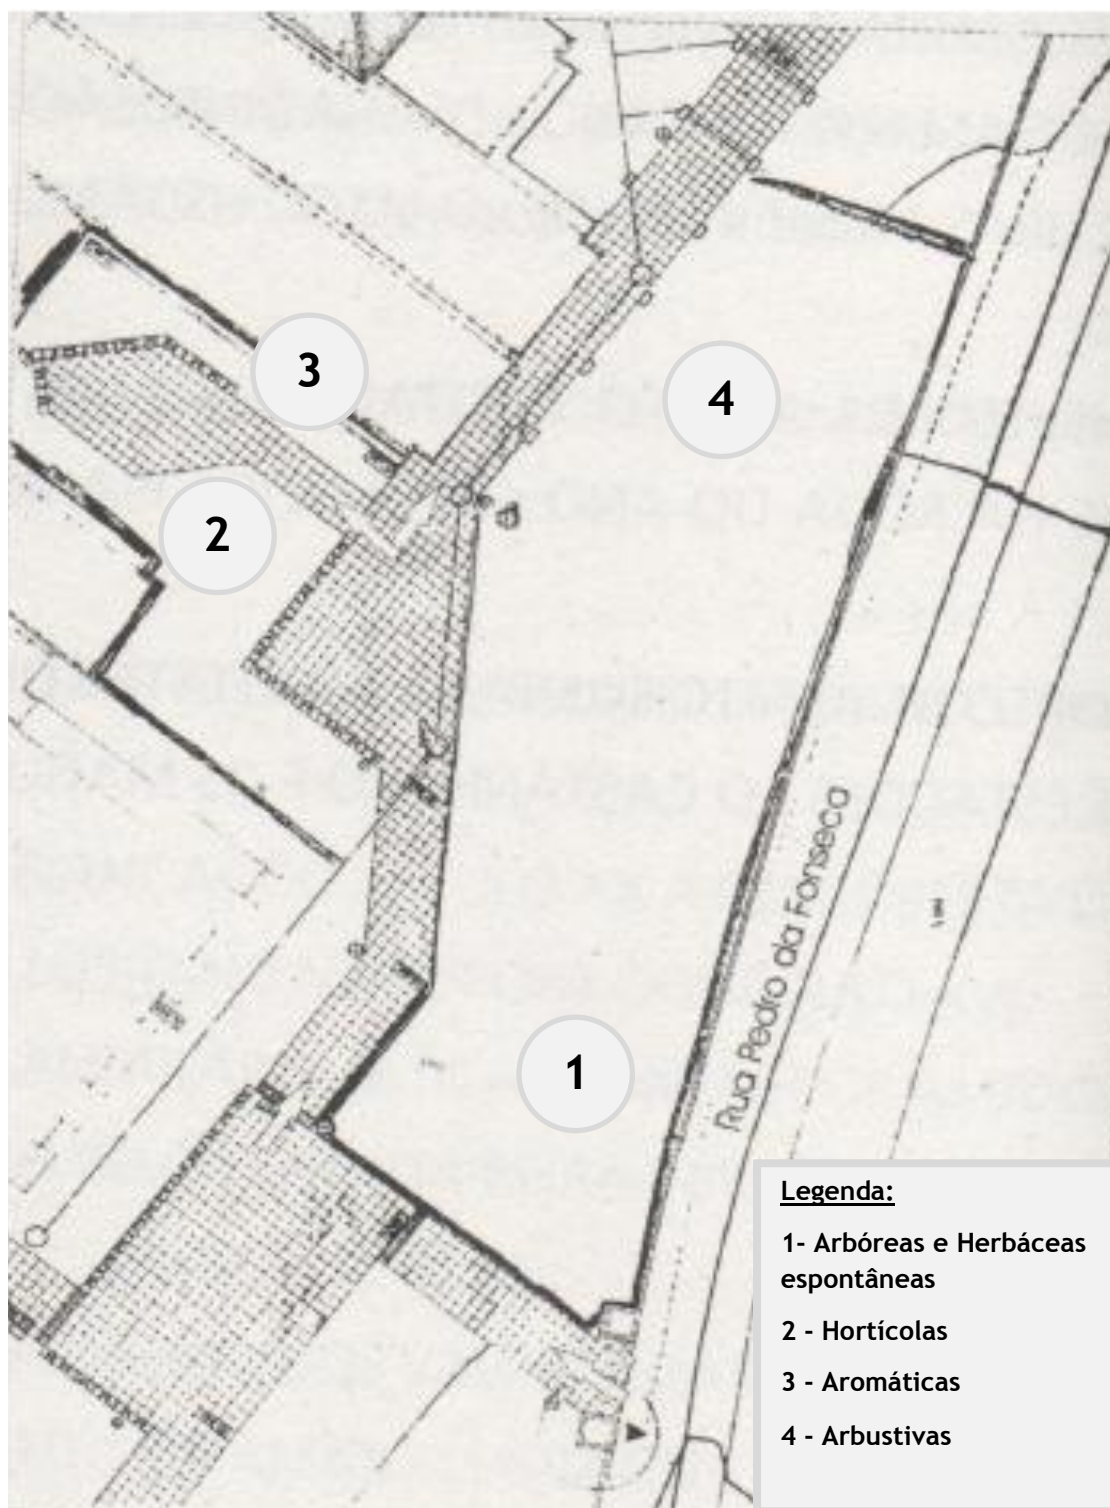 3
4
2
1
Rua Pedro da Fonseca
Legenda:
1- Arbóreas e Herbáceas
espontâneas
2 - Hortícolas
3 - Aromáticas
4 - Arbustivas